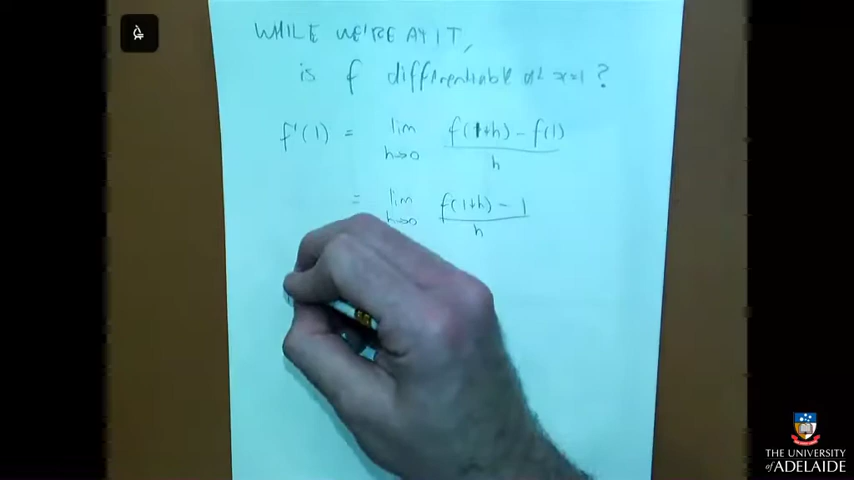 WHILE WE'RE AT IT,
is f differentiable at x=1 ?
f'(1) = lim h→0 f(1+h) – f(1) / h
= lim h→0 f(1+h) – 1 / h
THE UNIVERSITY
of ADELAIDE